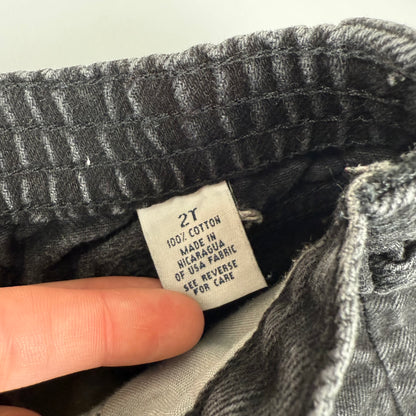 2T
100% COTTON
MADE IN
NICARAGUA
OF USA FABRIC
SEE REVERSE
FOR CARE